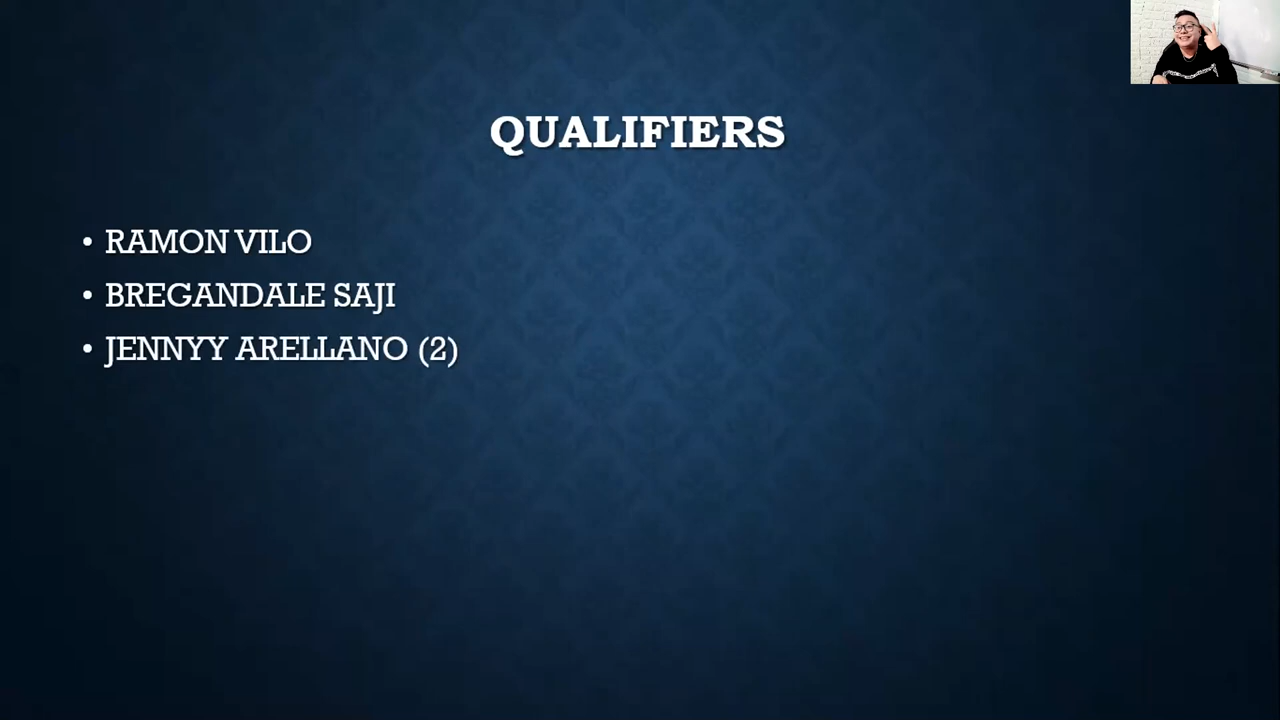 QUALIFIERS
• RAMON VILO
• BREGANDALE SAJI
• JENNYY ARELLANO (2)